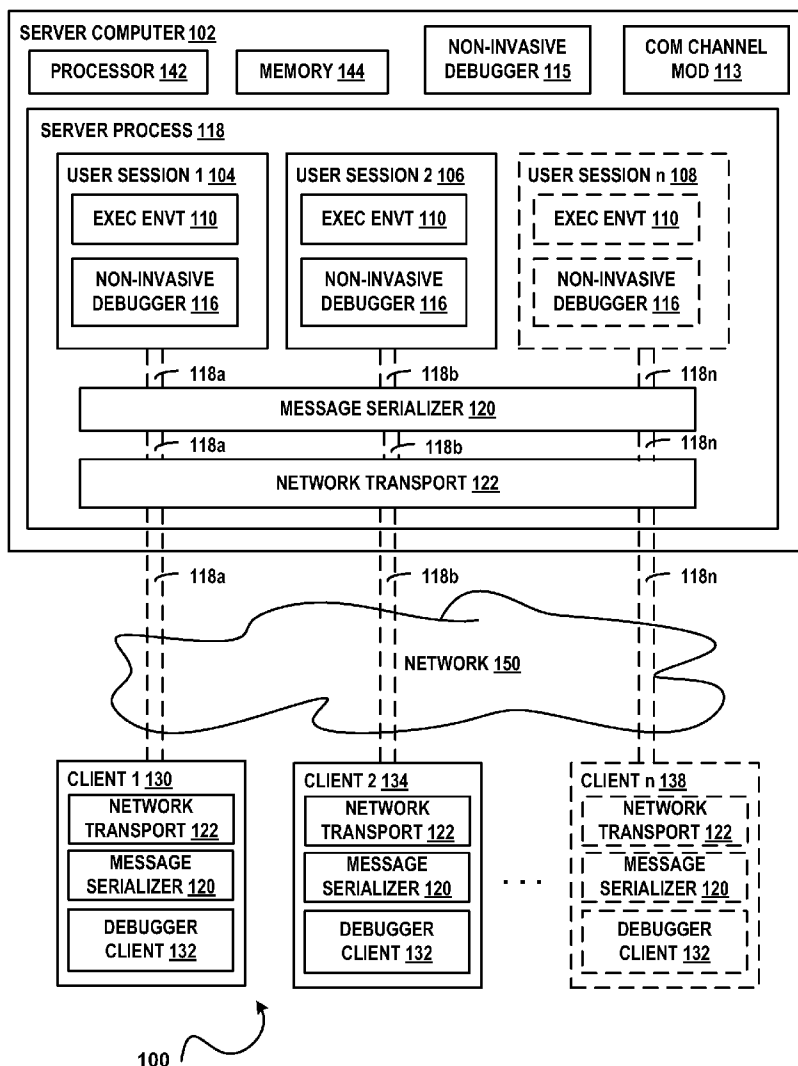 SERVER COMPUTER 102
PROCESSOR 142
MEMORY 144
NON-INVASIVE
DEBUGGER 115
COM CHANNEL
MOD 113
SERVER PROCESS 118
USER SESSION 1 104
EXEC ENVT 110
NON-INVASIVE
DEBUGGER 116
USER SESSION 2 106
EXEC ENVT 110
NON-INVASIVE
DEBUGGER 116
USER SESSION n 108
EXEC ENVT 110
NON-INVASIVE
DEBUGGER 116
118a
118b
118n
MESSAGE SERIALIZER 120
118a
118b
118n
NETWORK TRANSPORT 122
118a
118b
118n
NETWORK 150
CLIENT 1 130
NETWORK
TRANSPORT 122
MESSAGE
SERIALIZER 120
DEBUGGER
CLIENT 132
CLIENT 2 134
NETWORK
TRANSPORT 122
MESSAGE
SERIALIZER 120
DEBUGGER
CLIENT 132
. . .
CLIENT n 138
NETWORK
TRANSPORT 122
MESSAGE
SERIALIZER 120
DEBUGGER
CLIENT 132
100